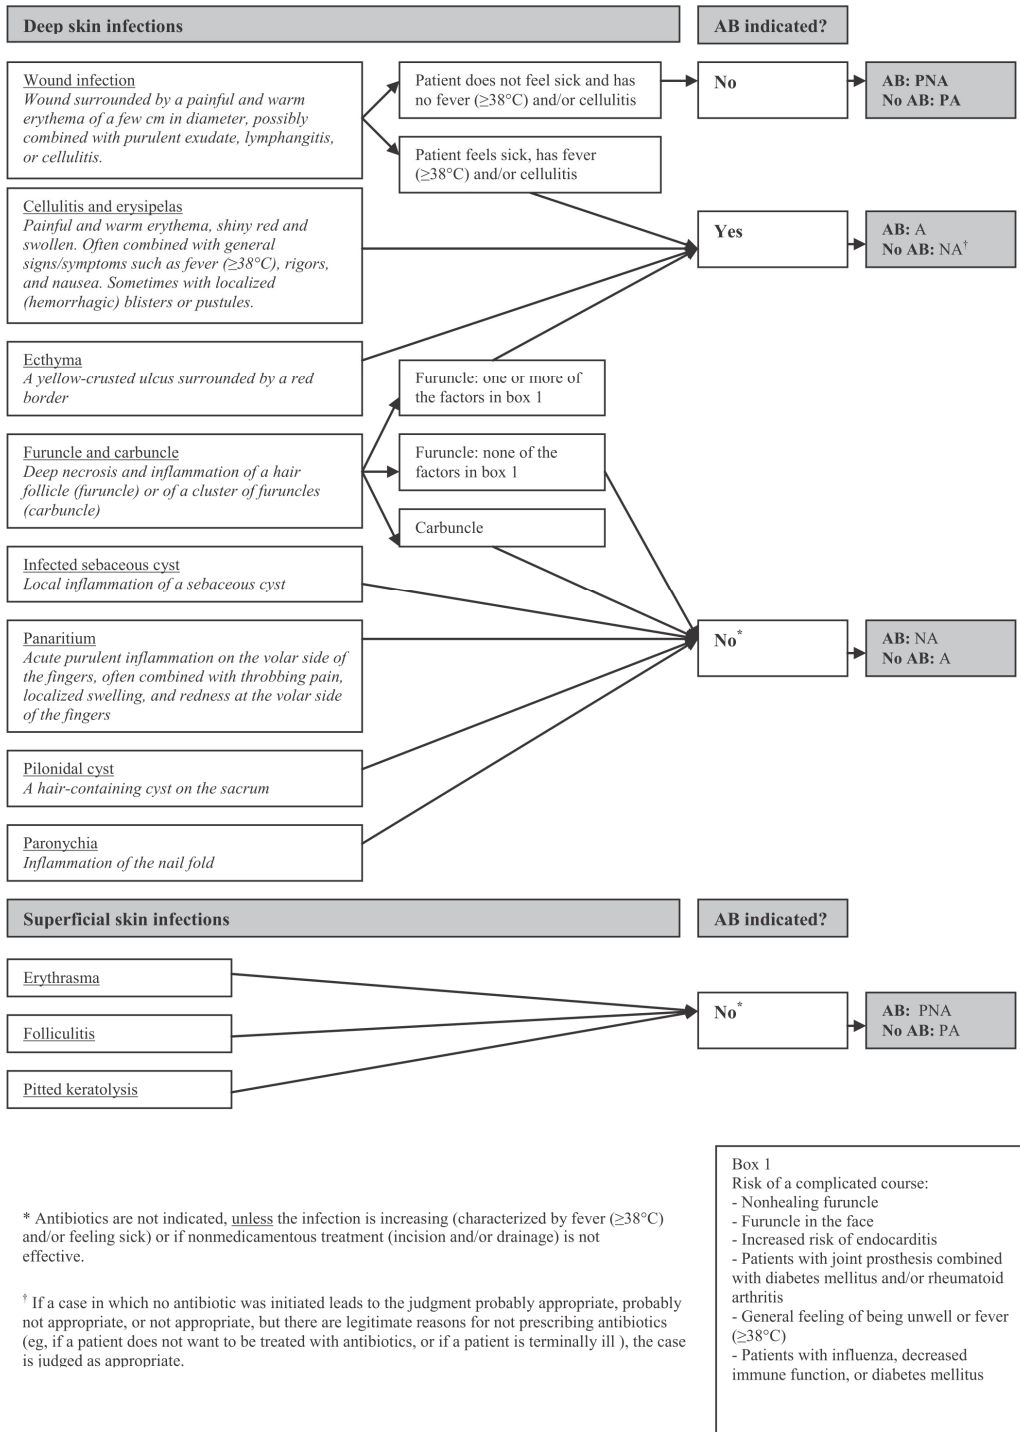 Deep skin infections
AB indicated?
Wound infection
Wound surrounded by a painful and warm
erythema of a few cm in diameter, possibly
combined with purulent exudate, lymphangitis,
or cellulitis.
Patient does not feel sick and has
no fever (≥38°C) and/or cellulitis
No
AB: PNA
No AB: PA
Patient feels sick, has fever
(≥38°C) and/or cellulitis
Cellulitis and erysipelas
Painful and warm erythema, shiny red and
swollen. Often combined with general
signs/symptoms such as fever (≥38°C), rigors,
and nausea. Sometimes with localized
(hemorrhagic) blisters or pustules.
Yes
AB: A
No AB: NA†
Ecthyma
A yellow-crusted ulcus surrounded by a red
border
Furuncle: one or more of
the factors in box 1
Furuncle and carbuncle
Deep necrosis and inflammation of a hair
follicle (furuncle) or of a cluster of furuncles
(carbuncle)
Furuncle: none of the
factors in box 1
Carbuncle
Infected sebaceous cyst
Local inflammation of a sebaceous cyst
Panaritium
Acute purulent inflammation on the volar side of
the fingers, often combined with throbbing pain,
localized swelling, and redness at the volar side
of the fingers
No*
AB: NA
No AB: A
Pilonidal cyst
A hair-containing cyst on the sacrum
Paronychia
Inflammation of the nail fold
Superficial skin infections
AB indicated?
Erythrasma
Folliculitis
Pitted keratolysis
No*
AB: PNA
No AB: PA
* Antibiotics are not indicated, unless the infection is increasing (characterized by fever (≥38°C)
and/or feeling sick) or if nonmedicamentous treatment (incision and/or drainage) is not
effective.
† If a case in which no antibiotic was initiated leads to the judgment probably appropriate, probably
not appropriate, or not appropriate, but there are legitimate reasons for not prescribing antibiotics
(eg, if a patient does not want to be treated with antibiotics, or if a patient is terminally ill ), the case
is judged as appropriate.
Box 1
Risk of a complicated course:
- Nonhealing furuncle
- Furuncle in the face
- Increased risk of endocarditis
- Patients with joint prosthesis combined
with diabetes mellitus and/or rheumatoid
arthritis
- General feeling of being unwell or fever
(≥38°C)
- Patients with influenza, decreased
immune function, or diabetes mellitus